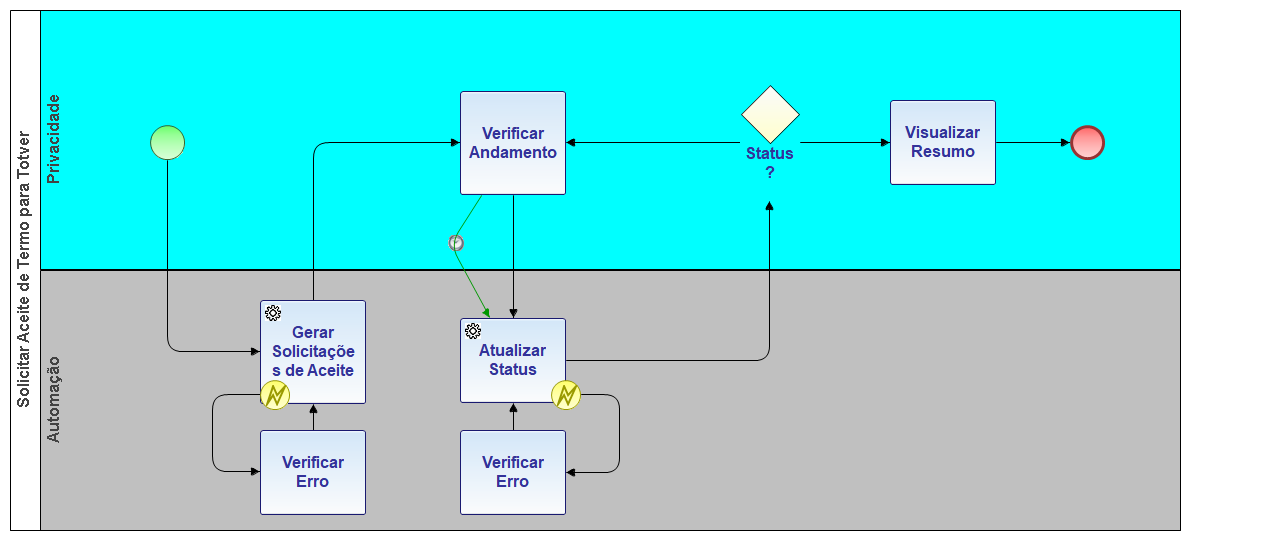 Solicitar Aceite de Termo para Totver
Privacidade
Verificar
Andamento
Status
?
Visualizar
Resumo
Automação
Gerar
Solicitaçõe
s de Aceite
Atualizar
Status
Verificar
Erro
Verificar
Erro